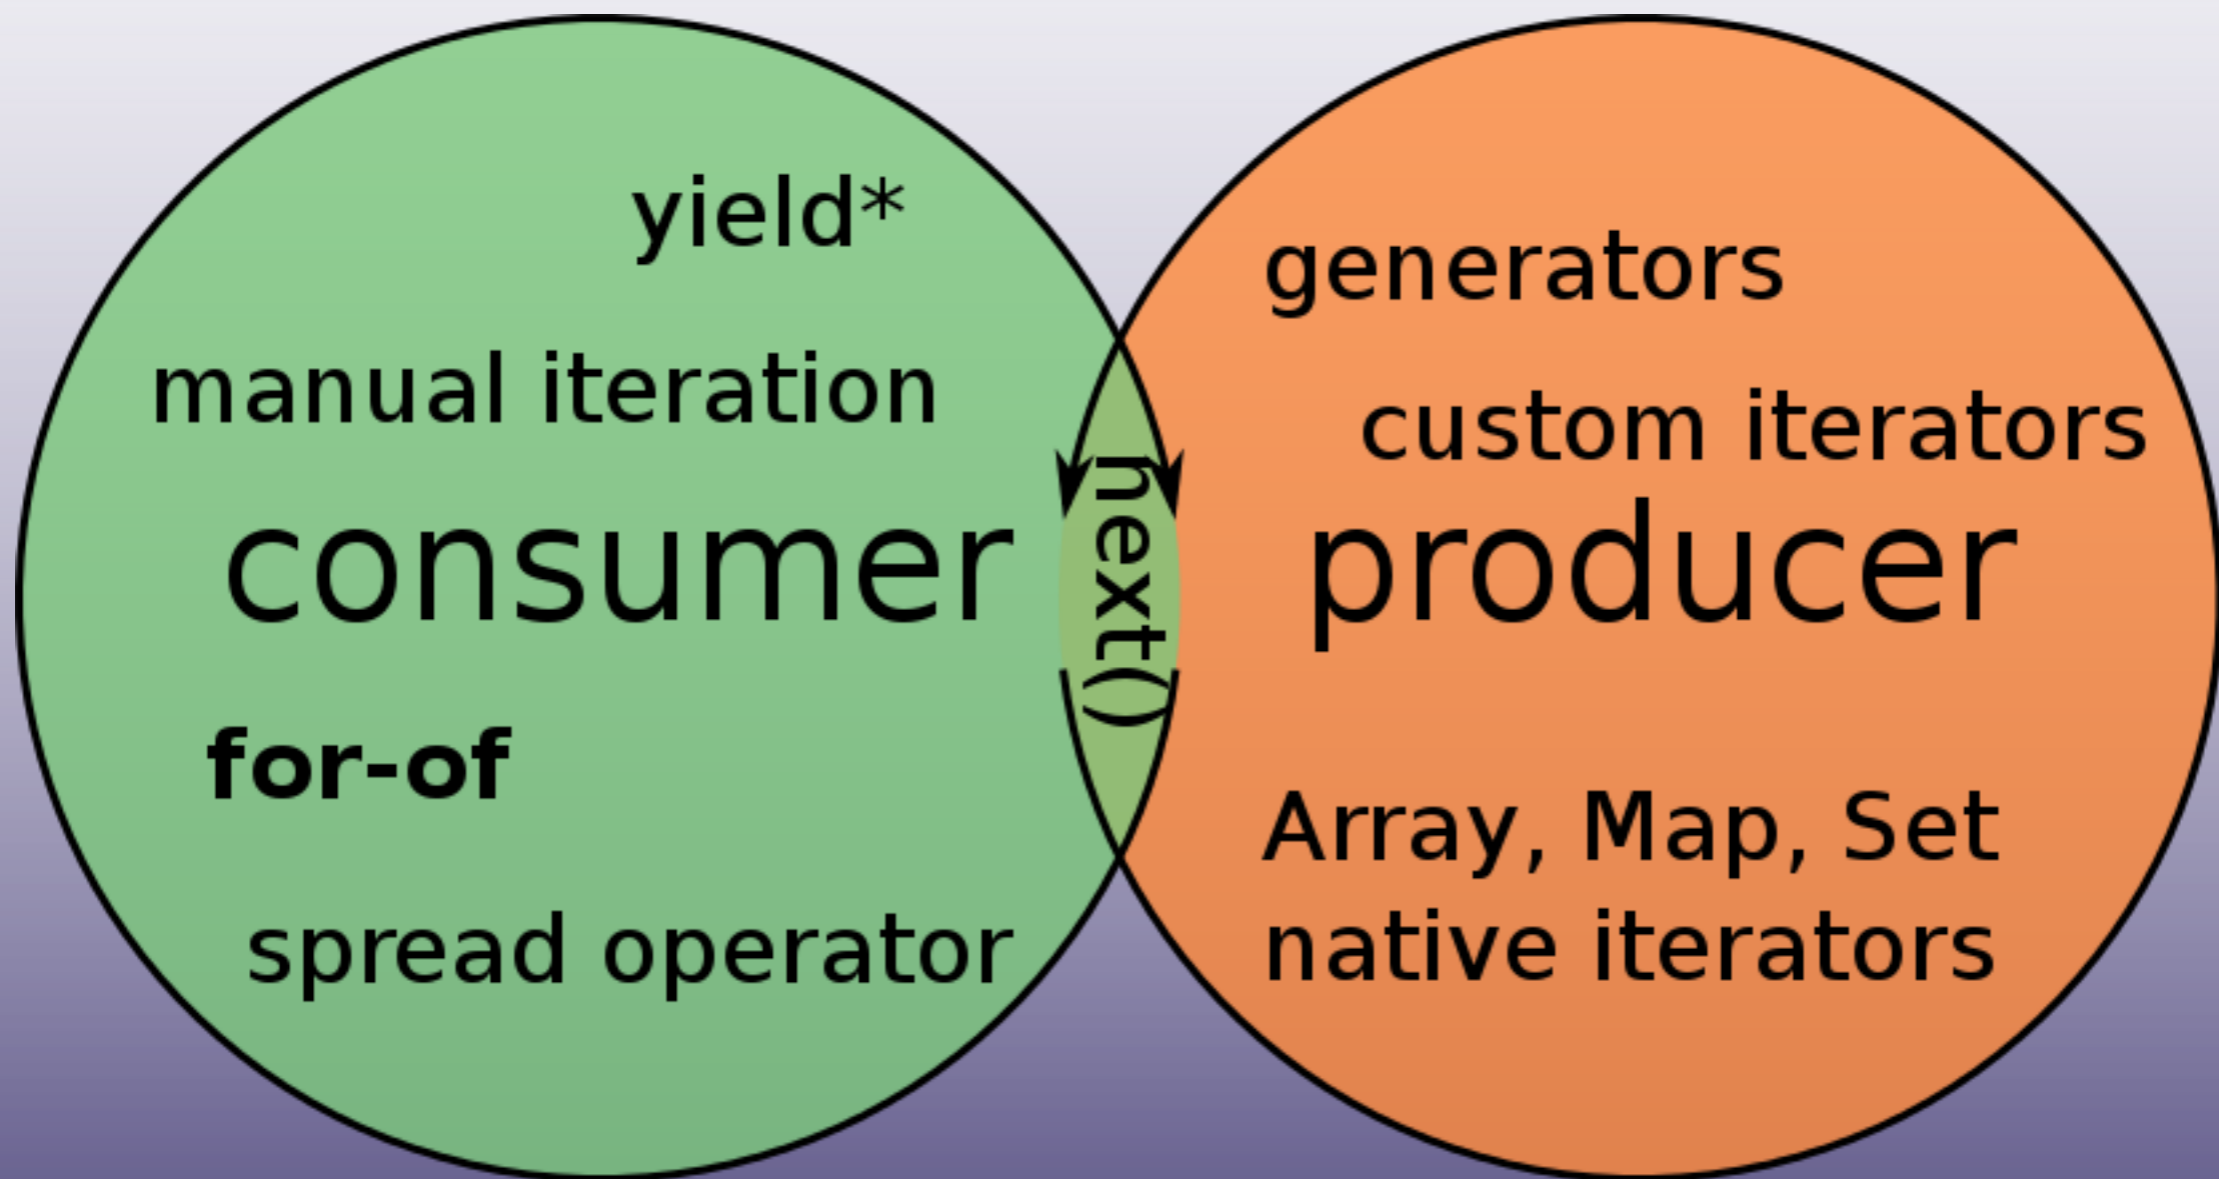 yield*
manual iteration
consumer
for-of
spread operator
next()
generators
custom iterators
producer
Array, Map, Set
native iterators